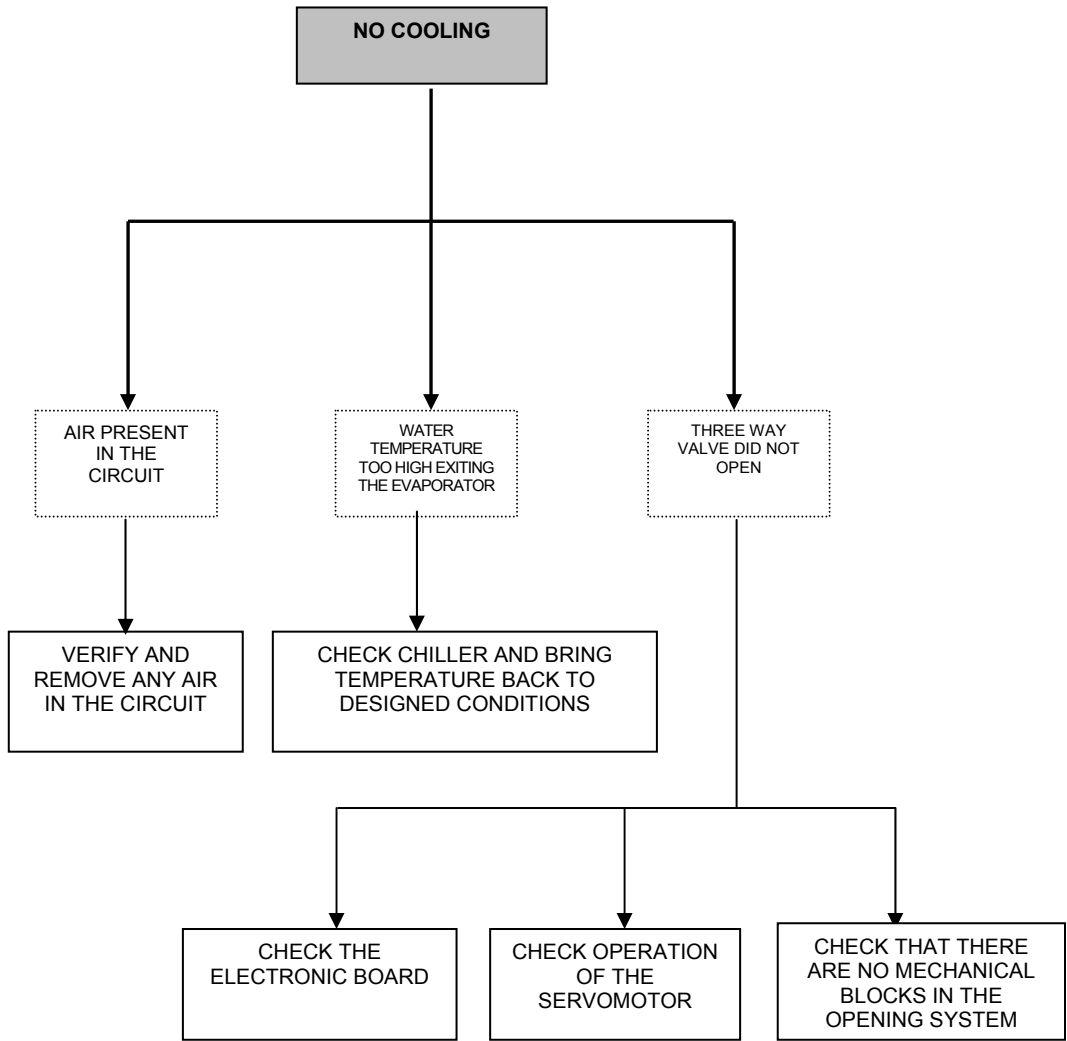 NO COOLING
AIR PRESENT
IN THE
CIRCUIT
WATER
TEMPERATURE
TOO HIGH EXITING
THE EVAPORATOR
THREE WAY
VALVE DID NOT
OPEN
VERIFY AND
REMOVE ANY AIR
IN THE CIRCUIT
CHECK CHILLER AND BRING
TEMPERATURE BACK TO
DESIGNED CONDITIONS
CHECK THE
ELECTRONIC BOARD
CHECK OPERATION
OF THE
SERVOMOTOR
CHECK THAT THERE
ARE NO MECHANICAL
BLOCKS IN THE
OPENING SYSTEM